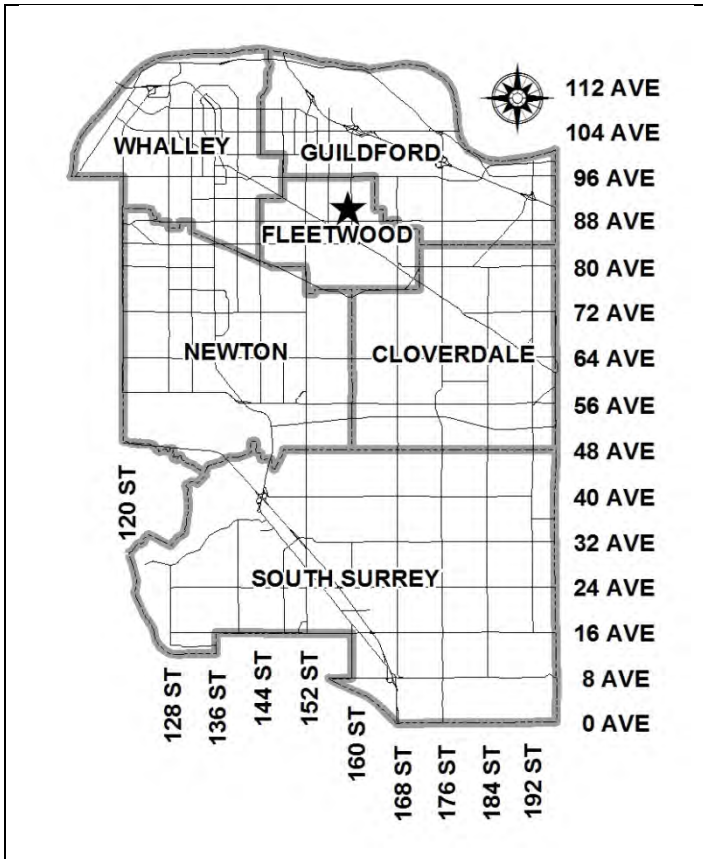 112 AVE
104 AVE
WHALLEY
GUILDFORD
96 AVE
88 AVE
FLEETWOOD
80 AVE
72 AVE
NEWTON
CLOVERDALE
64 AVE
56 AVE
48 AVE
120 ST
40 AVE
32 AVE
SOUTH SURREY
24 AVE
16 AVE
128 ST
136 ST
144 ST
152 ST
160 ST
8 AVE
0 AVE
168 ST
176 ST
184 ST
192 ST